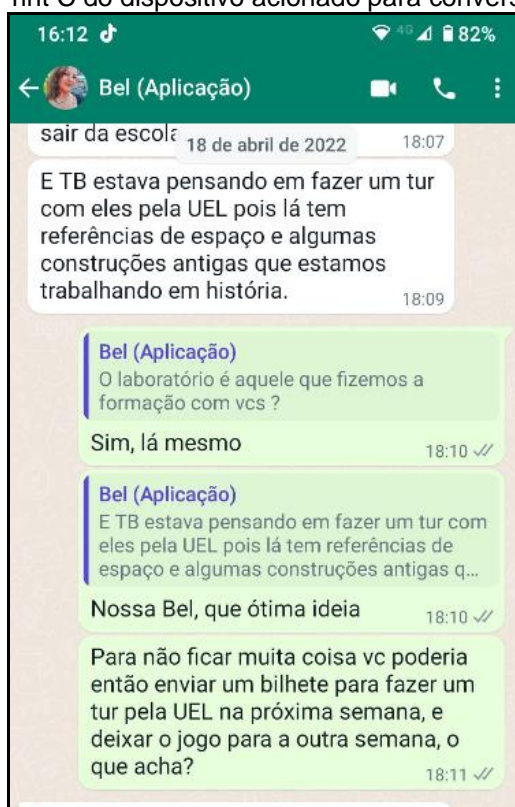 do dispositivo acionado para
16:12 4G 82%
Bel (Aplicação)
sair da escola 18:07
18 de abril de 2022
E TB estava pensando em fazer um tur
com eles pela UEL pois lá tem
referências de espaço e algumas
construções antigas que estamos
trabalhando em história. 18:09
Bel (Aplicação)
O laboratório é aquele que fizemos a
formação com vcs ?
Sim, lá mesmo 18:10
Bel (Aplicação)
E TB estava pensando em fazer um tur com
eles pela UEL pois lá tem referências de
espaço e algumas construções antigas q...
Nossa Bel, que ótima ideia 18:10
Para não ficar muita coisa vc poderia
então enviar um bilhete para fazer um
tur pela UEL na próxima semana, e
deixar o jogo para a outra semana, o
que acha? 18:11